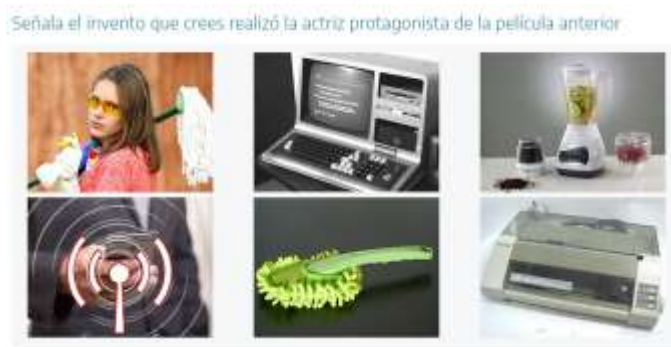 Señala el invento que crees realizó la actriz protagonista de la película anterior